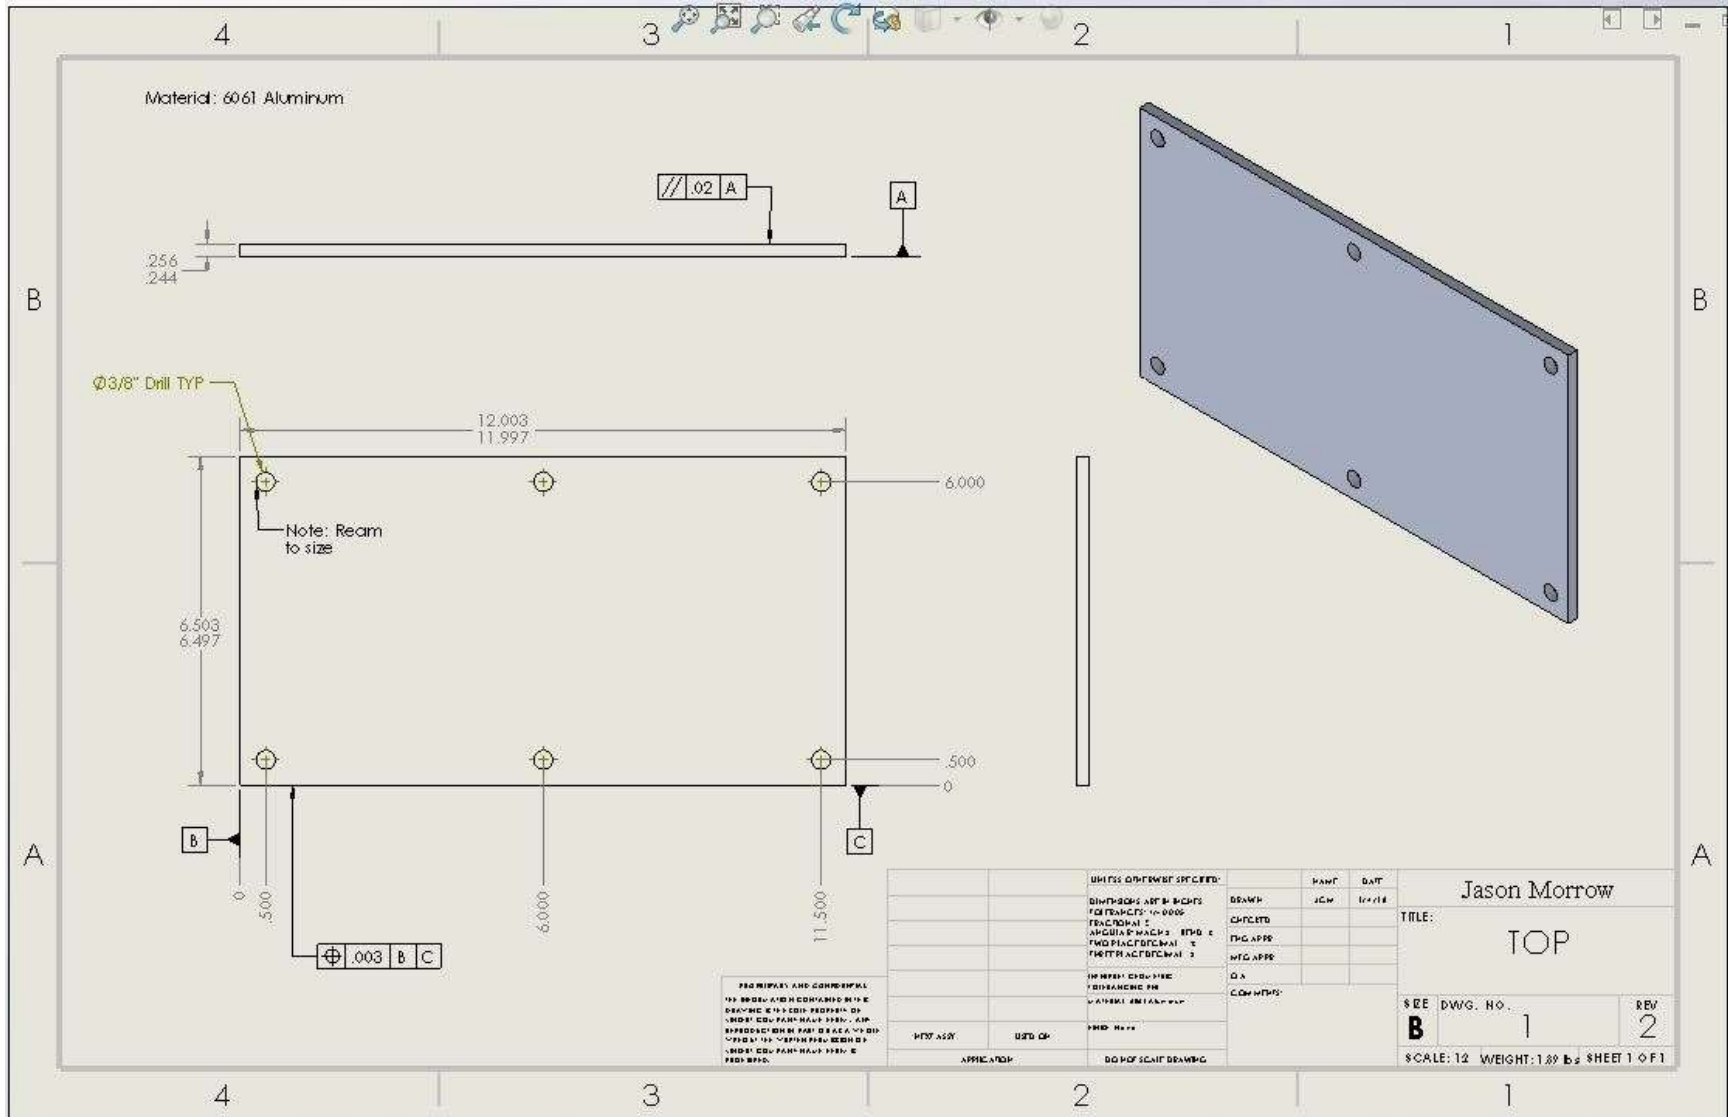 4 3 2 1
Material: 6061 Aluminum
// .02 A
A
.256
.244
B B
Ø3/8" Drill TYP
12.003
11.997
6.000
Note: Ream
to size
6.503
6.497
.500
0
B
C
A A
0 .500 6.000 11.500
⌖ .003 B C
UNLESS OTHERWISE SPECIFIED:
NAME DATE
DIMENSIONS ARE IN INCHES
DRAWN
CHECKED
ENG APPR.
MFG APPR.
Q.A.
COMMENTS:
Jason Morrow
TITLE:
TOP
PROPRIETARY AND CONFIDENTIAL
NEXT ASSY USED ON
APPLICATION
DO NOT SCALE DRAWING
SIZE DWG. NO. REV
B 1 2
SCALE: 1:2 WEIGHT: 1.89 lbs SHEET 1 OF 1
4 3 2 1